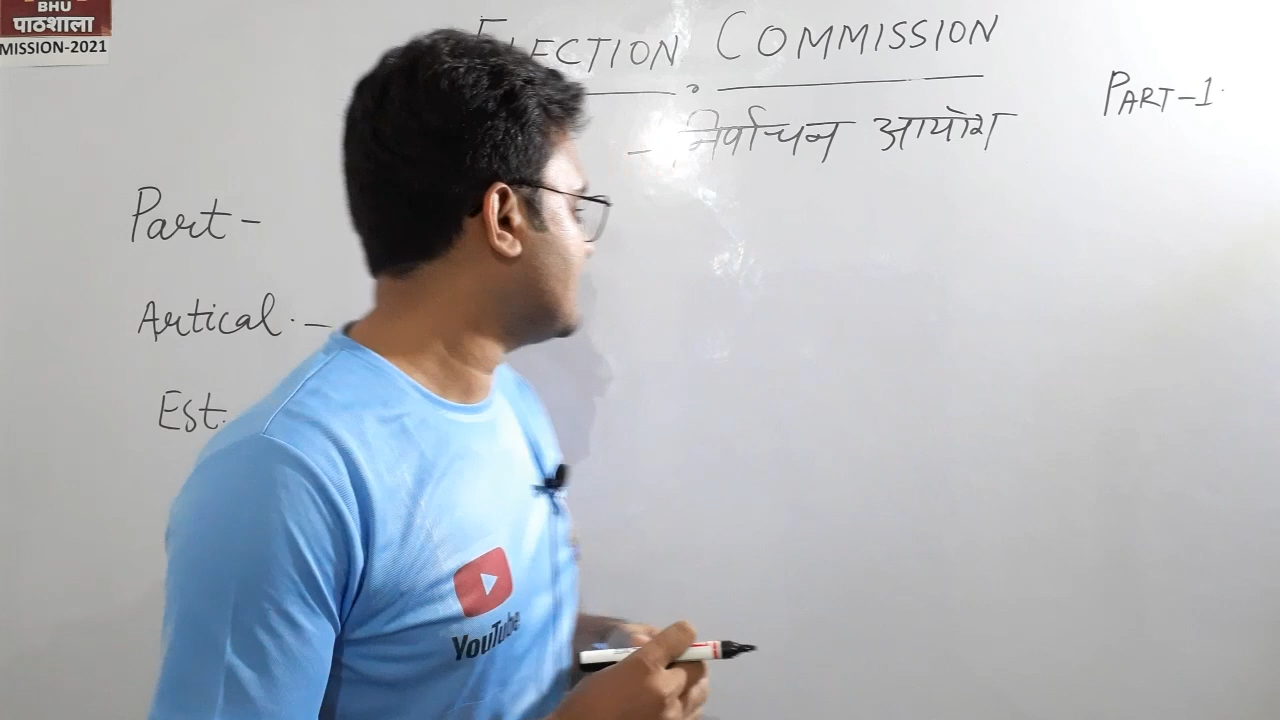 BHU
पाठशाला
MISSION-2021
ELECTION COMMISSION
PART-1.
- निर्वाचन आयोग
Part -
Artical. -
Est.
YouTube